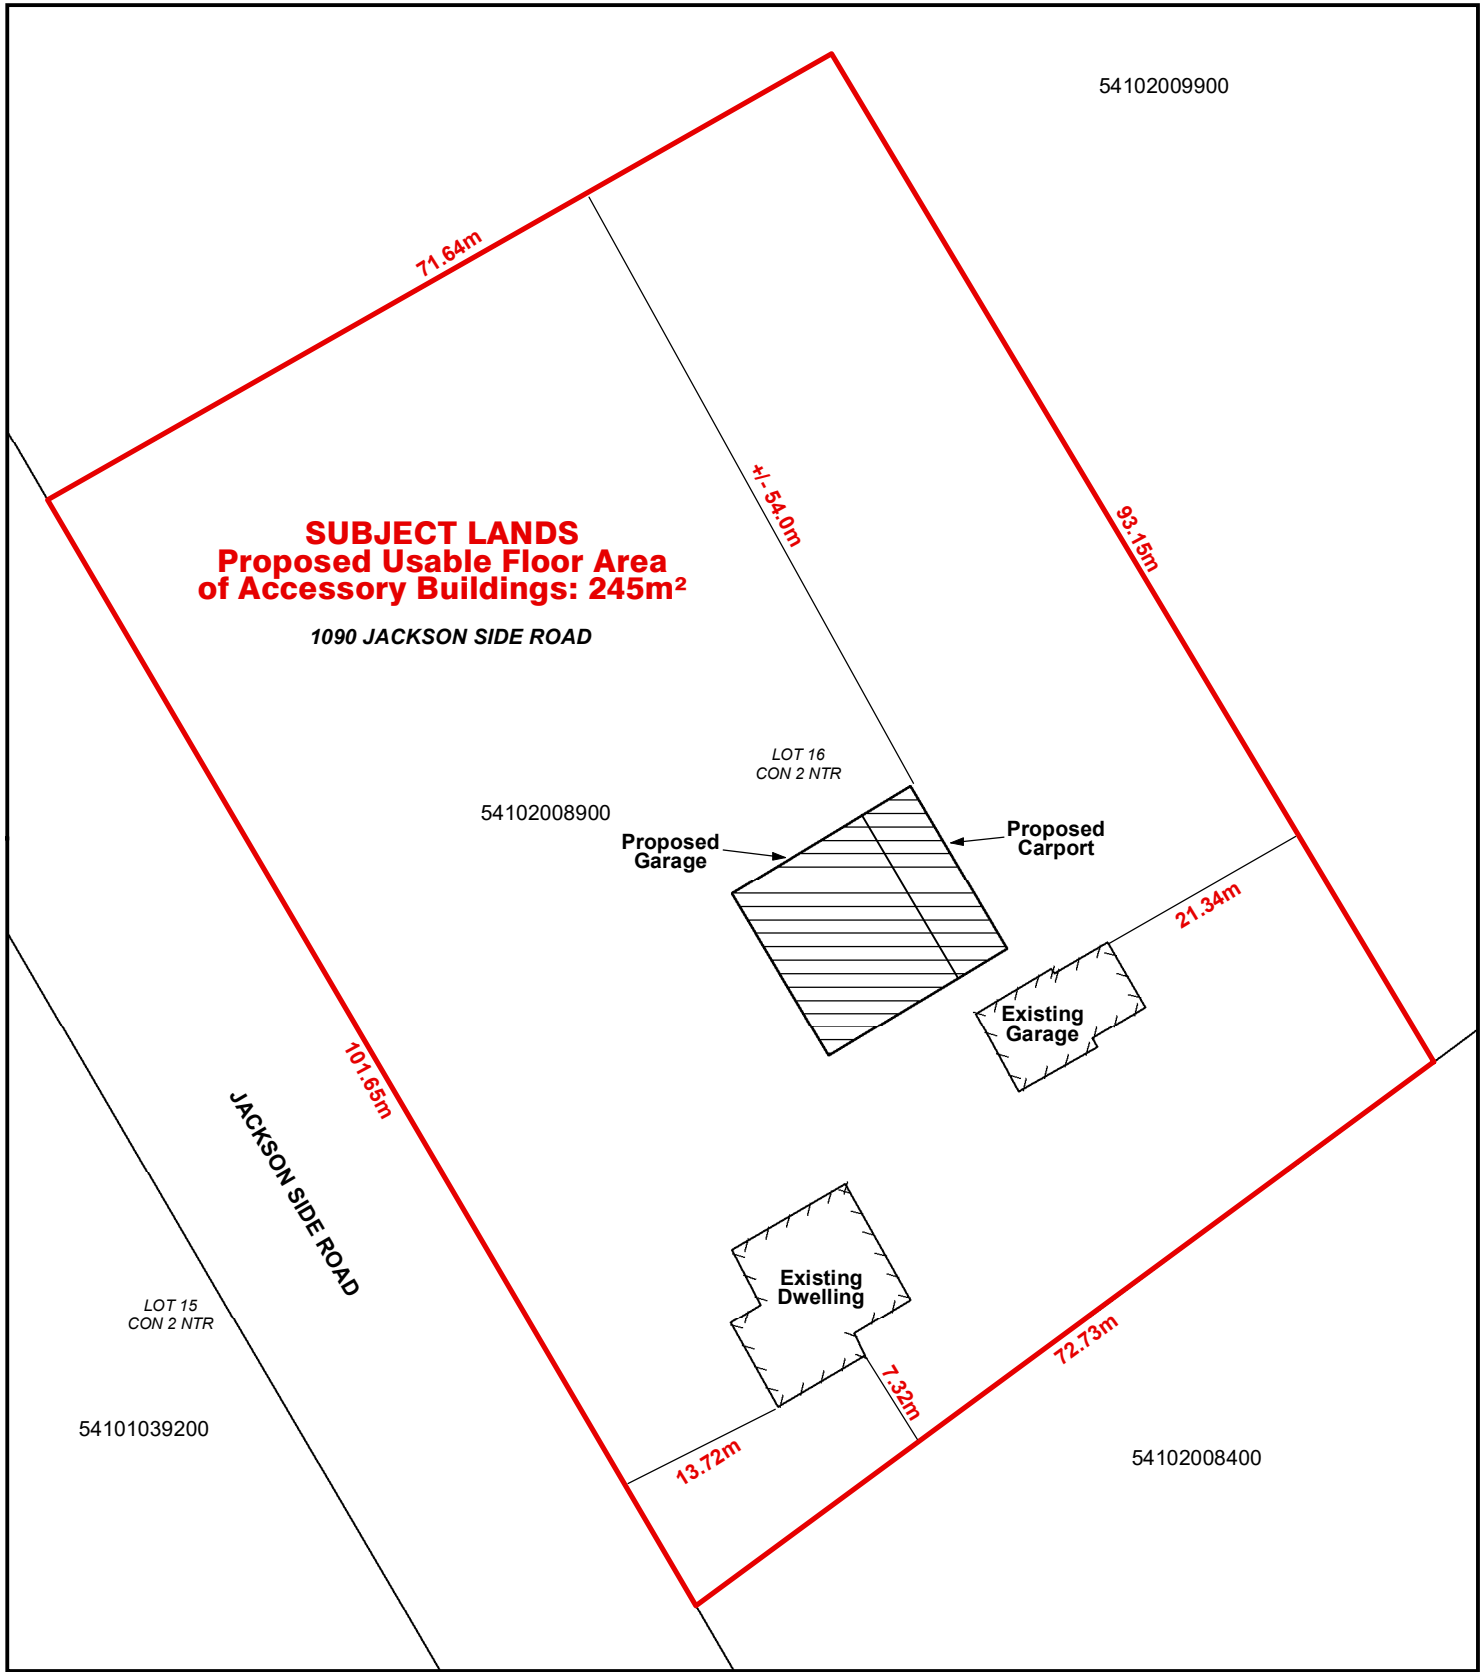 54102009900
71.64m
+/- 54.0m
93.15m
SUBJECT LANDS
Proposed Usable Floor Area
of Accessory Buildings: 245m²
1090 JACKSON SIDE ROAD
LOT 16
CON 2 NTR
54102008900
Proposed
Garage
Proposed
Carport
21.34m
Existing
Garage
101.65m
JACKSON SIDE ROAD
Existing
Dwelling
LOT 15
CON 2 NTR
72.73m
7.32m
13.72m
54101039200
54102008400